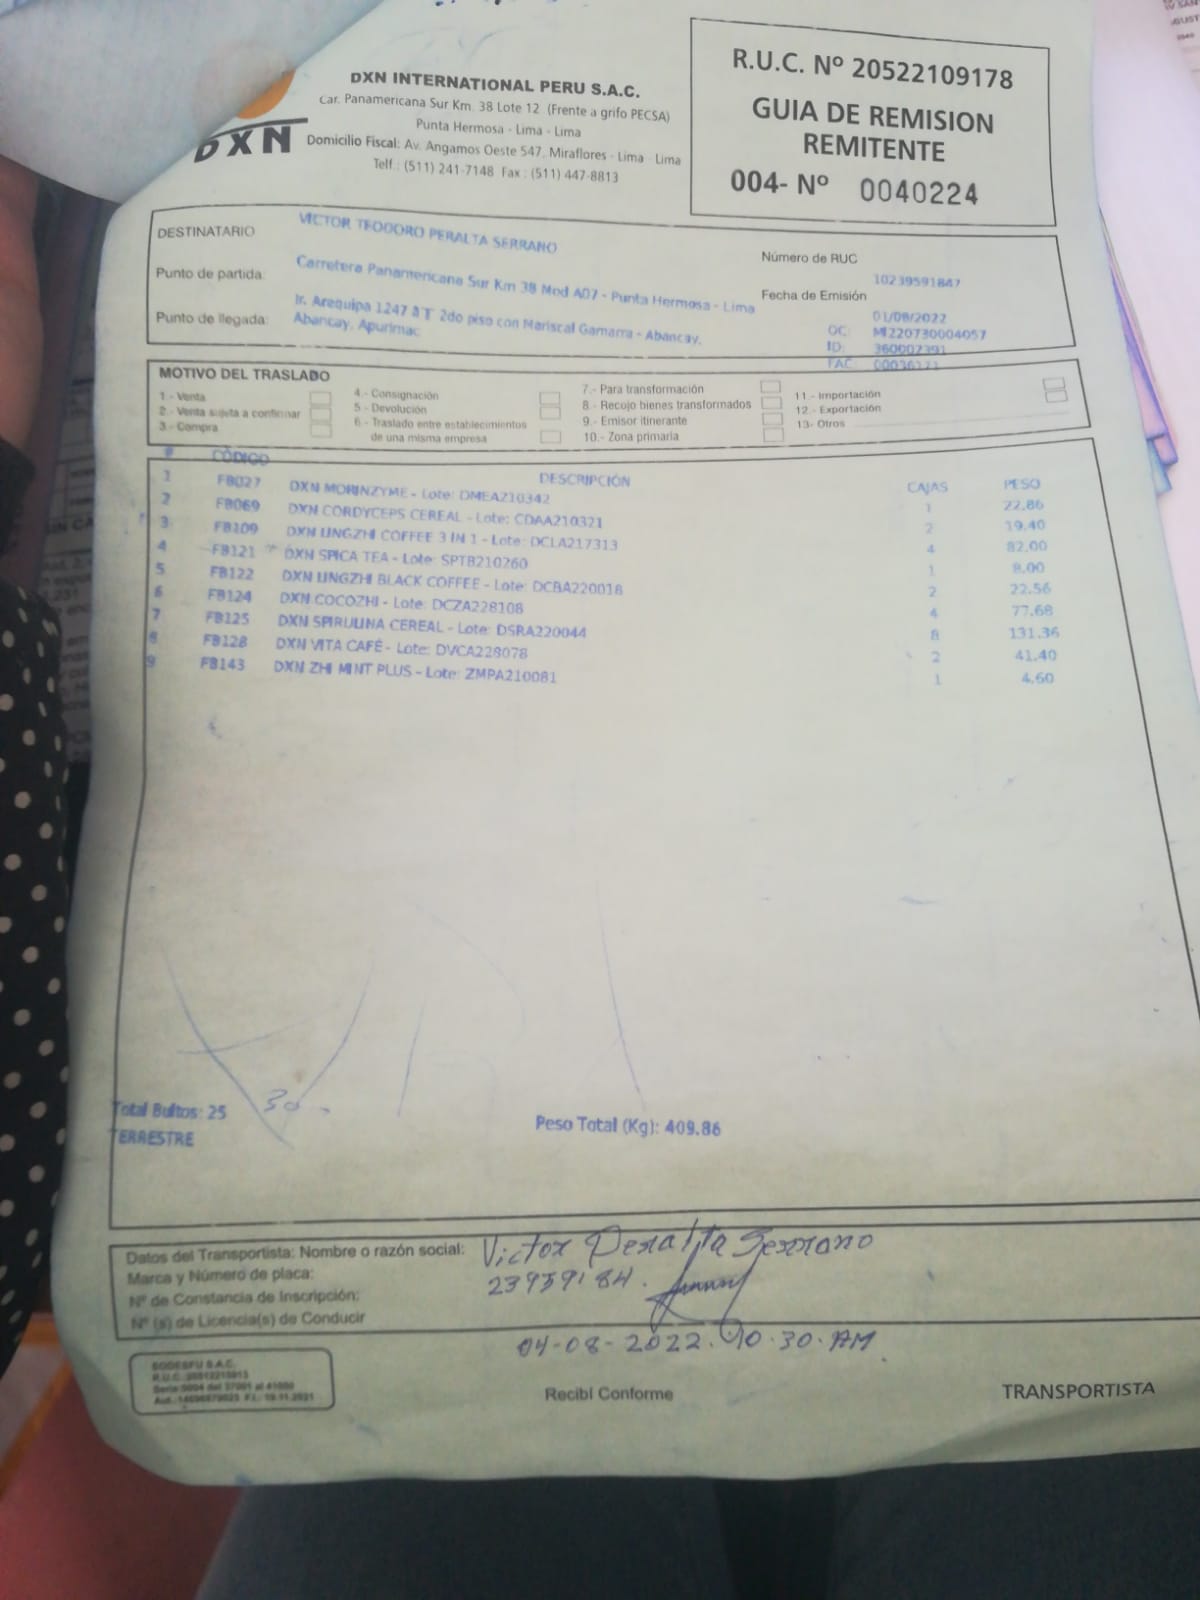 DXN
DXN INTERNATIONAL PERU S.A.C.
Car. Panamericana Sur Km. 38 Lote 12 (Frente a grifo PECSA)
Punta Hermosa - Lima - Lima
Domicilio Fiscal: Av. Angamos Oeste 547, Miraflores - Lima - Lima
Telf.: (511) 241-7148 Fax : (511) 447-8813
R.U.C. Nº 20522109178
GUIA DE REMISION
REMITENTE
004- Nº 0040224
DESTINATARIO VICTOR TEODORO PERALTA SERRANO
Número de RUC 10239591847
Punto de partida: Carretera Panamericana Sur Km 38 Mod A07 - Punta Hermosa - Lima
Fecha de Emisión 01/08/2022
Punto de llegada: Jr. Arequipa 1247 2do piso con Mariscal Gamarra - Abancay,
Abancay, Apurimac
OC: MI220730004057
ID: 360002391
FAC: 00036171
MOTIVO DEL TRASLADO
1.- Venta
2.- Venta sujeta a confirmar
3.- Compra
4.- Consignación
5.- Devolución
6.- Traslado entre establecimientos
de una misma empresa
7.- Para transformación
8.- Recojo bienes transformados
9.- Emisor itinerante
10.- Zona primaria
11.- Importación
12.- Exportación
13- Otros
# CÓDIGO DESCRIPCIÓN CAJAS PESO
1 FB027 DXN MORINZYME - Lote: DMEA210342 1 22.86
2 FB069 DXN CORDYCEPS CEREAL - Lote: CDAA210321 2 19.40
3 FB109 DXN LINGZHI COFFEE 3 IN 1 - Lote: DCLA217313 4 82.00
4 FB121 DXN SPICA TEA - Lote: SPTB210260 1 8.00
5 FB122 DXN LINGZHI BLACK COFFEE - Lote: DCBA220018 2 22.56
6 FB124 DXN COCOZHI - Lote: DCZA228108 4 77.68
7 FB125 DXN SPIRULINA CEREAL - Lote: DSRA220044 8 131.36
8 FB128 DXN VITA CAFÉ - Lote: DVCA228078 2 41.40
9 FB143 DXN ZHI MINT PLUS - Lote: ZMPA210081 1 4.60
Total Bultos: 25 30
TERRESTRE
Peso Total (Kg): 409.86
Datos del Transportista: Nombre o razón social: Victor Peralta Serrano
Marca y Número de placa: 23959184.
Nº de Constancia de Inscripción:
Nº (s) de Licencia(s) de Conducir
04-08-2022. 10.30.AM.
SODESFU S.A.C.
Recibí Conforme
TRANSPORTISTA